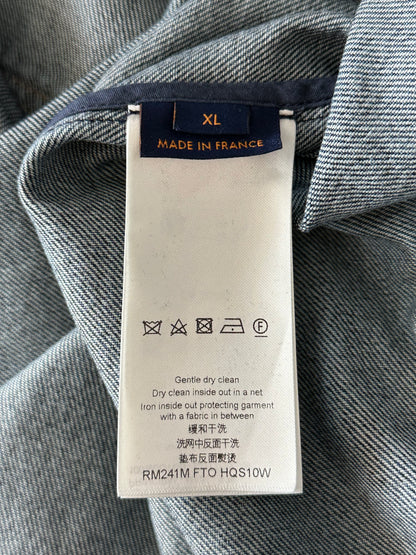 XL
MADE IN FRANCE
F
Gentle dry clean
Dry clean inside out in a net
Iron inside out protecting garment
with a fabric in between
缓和干洗
洗网中反面干洗
垫布反面熨烫
RM241M FTO HQS10W